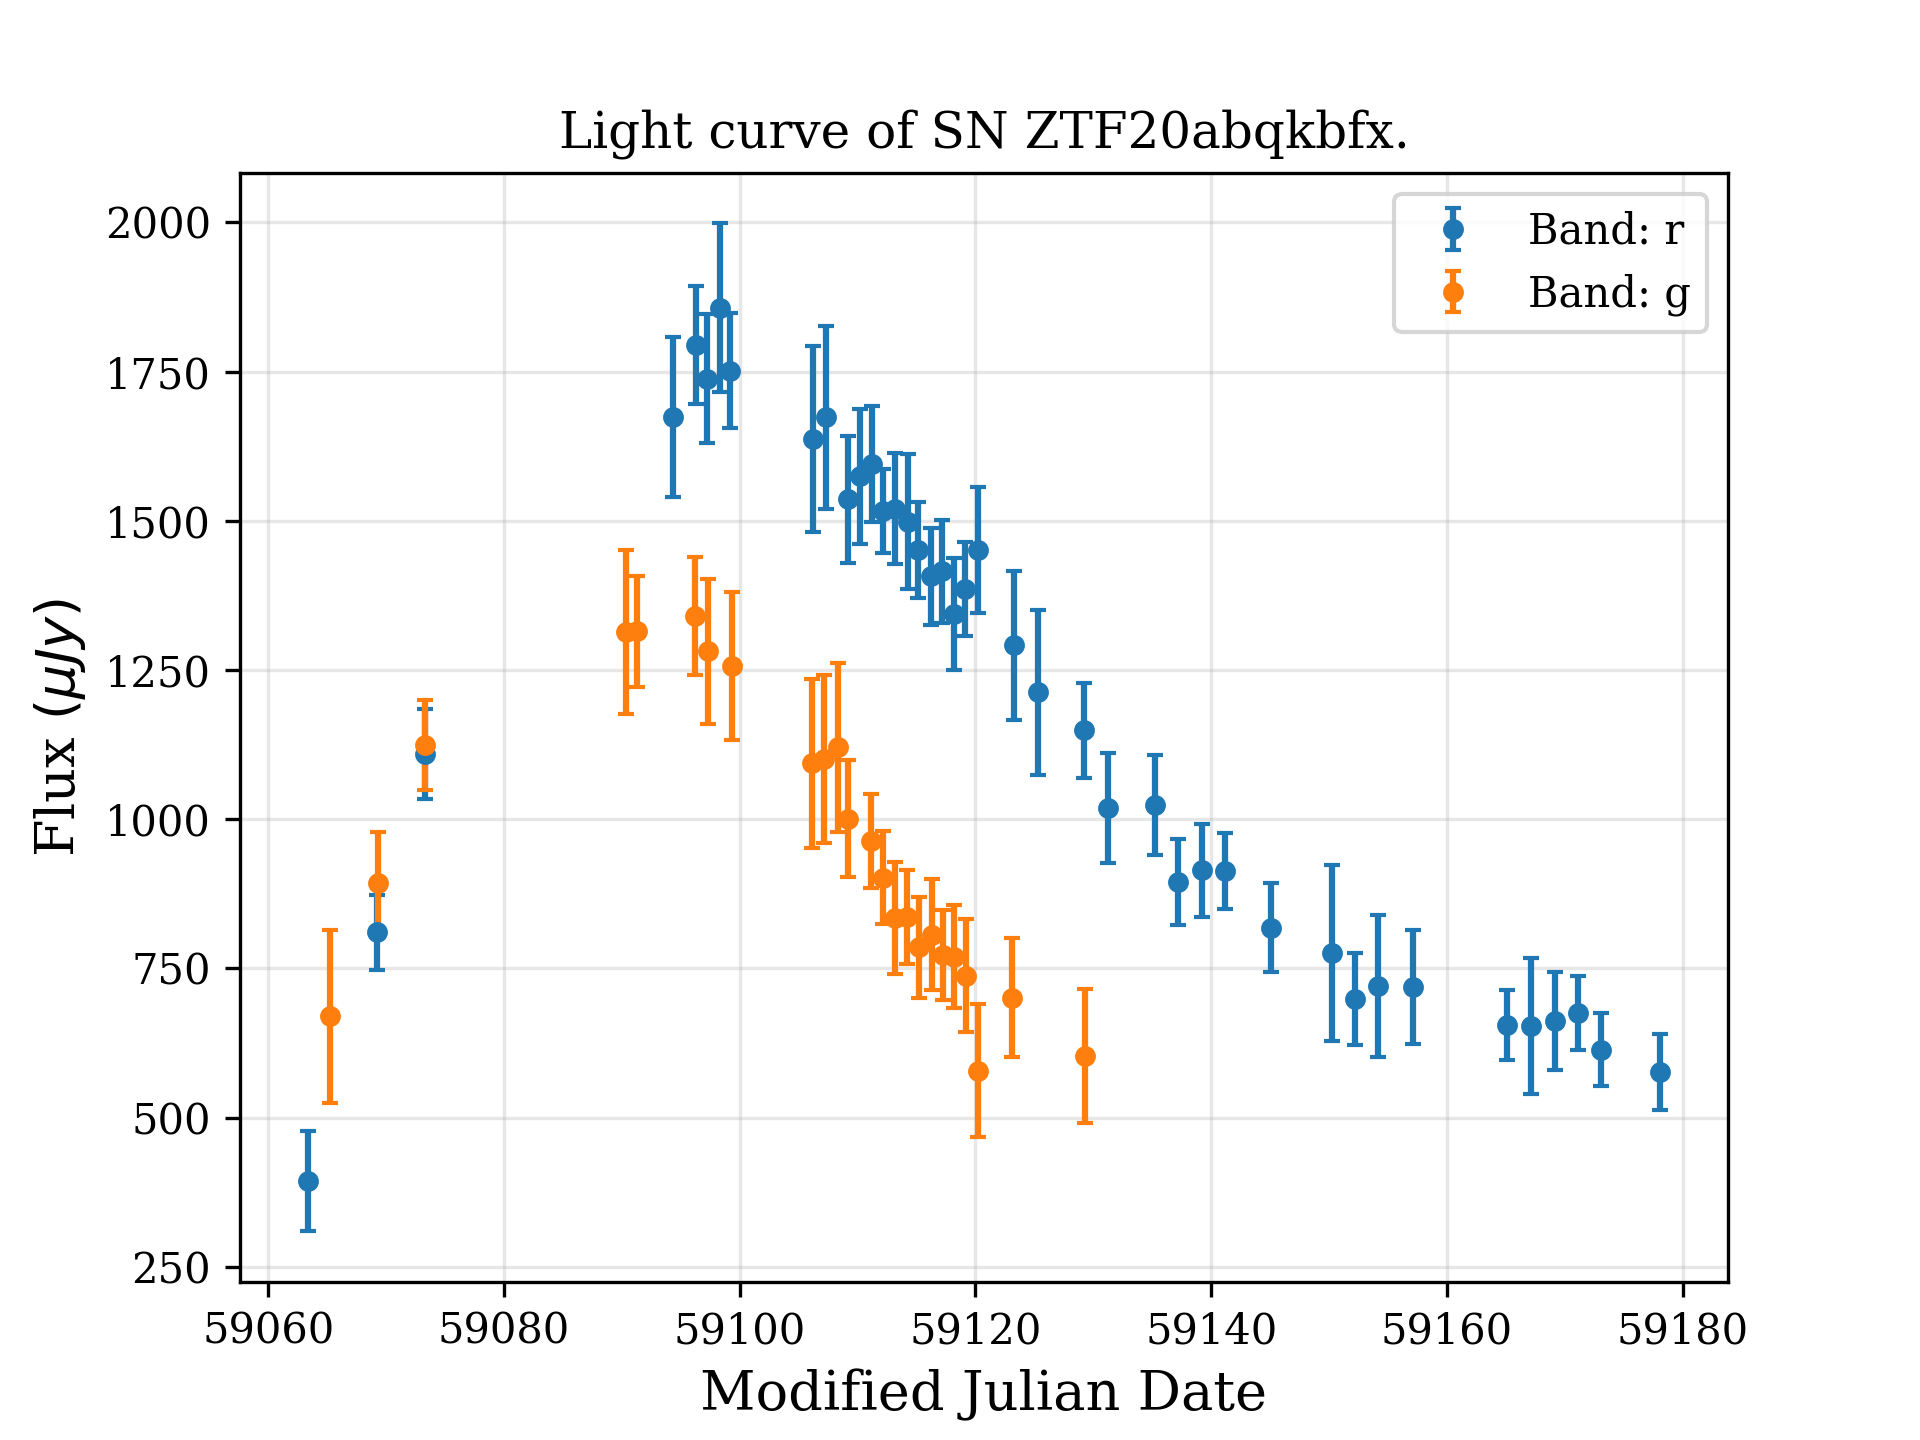 Light curve of SN ZTF20abqkbfx.
Band: r
Band: g
2000
1750
1500
1250
1000
750
500
250
Flux (μJy)
59060 59080 59100 59120 59140 59160 59180
Modified Julian Date